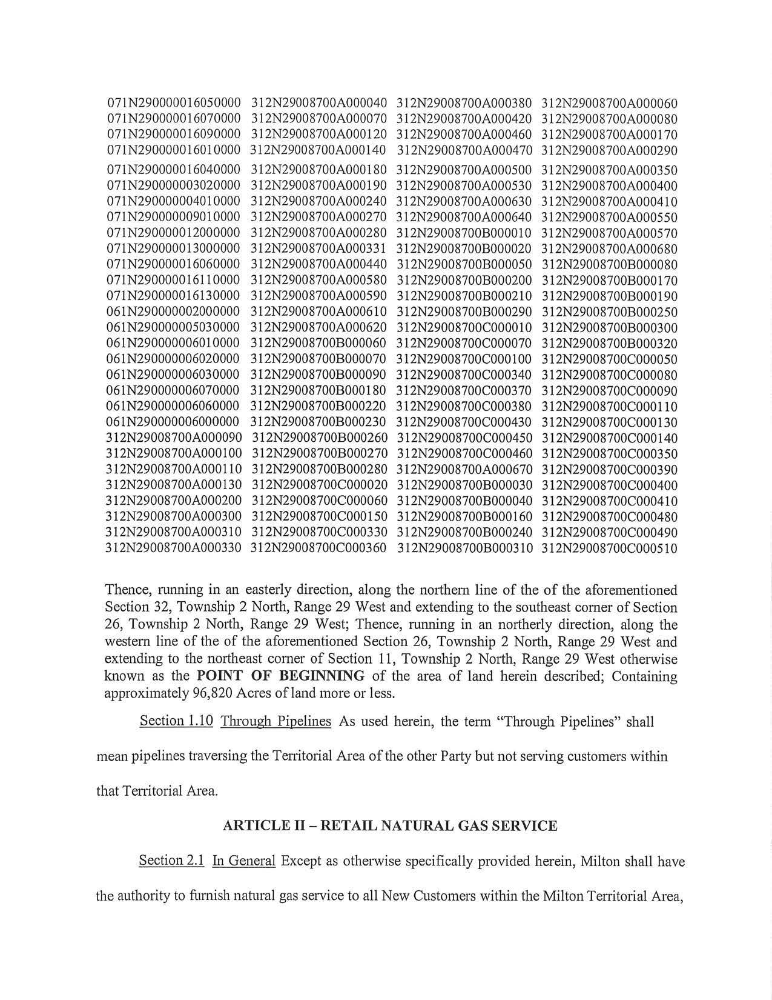 071N290000016050000 312N29008700A000040 312N29008700A000380 312N29008700A000060
071N290000016070000 312N29008700A000070 312N29008700A000420 312N29008700A000080
071N290000016090000 312N29008700A000120 312N29008700A000460 312N29008700A000170
071N290000016010000 312N29008700A000140 312N29008700A000470 312N29008700A000290
071N290000016040000 312N29008700A000180 312N29008700A000500 312N29008700A000350
071N290000003020000 312N29008700A000190 312N29008700A000530 312N29008700A000400
071N290000004010000 312N29008700A000240 312N29008700A000630 312N29008700A000410
071N290000009010000 312N29008700A000270 312N29008700A000640 312N29008700A000550
071N290000012000000 312N29008700A000280 312N29008700B000010 312N29008700A000570
071N290000013000000 312N29008700A000331 312N29008700B000020 312N29008700A000680
071N290000016060000 312N29008700A000440 312N29008700B000050 312N29008700B000080
071N290000016110000 312N29008700A000580 312N29008700B000200 312N29008700B000170
071N290000016130000 312N29008700A000590 312N29008700B000210 312N29008700B000190
061N290000002000000 312N29008700A000610 312N29008700B000290 312N29008700B000250
061N290000005030000 312N29008700A000620 312N29008700C000010 312N29008700B000300
061N290000006010000 312N29008700B000060 312N29008700C000070 312N29008700B000320
061N290000006020000 312N29008700B000070 312N29008700C000100 312N29008700C000050
061N290000006030000 312N29008700B000090 312N29008700C000340 312N29008700C000080
061N290000006070000 312N29008700B000180 312N29008700C000370 312N29008700C000090
061N290000006060000 312N29008700B000220 312N29008700C000380 312N29008700C000110
061N290000006000000 312N29008700B000230 312N29008700C000430 312N29008700C000130
312N29008700A000090 312N29008700B000260 312N29008700C000450 312N29008700C000140
312N29008700A000100 312N29008700B000270 312N29008700C000460 312N29008700C000350
312N29008700A000110 312N29008700B000280 312N29008700A000670 312N29008700C000390
312N29008700A000130 312N29008700C000020 312N29008700B000030 312N29008700C000400
312N29008700A000200 312N29008700C000060 312N29008700B000040 312N29008700C000410
312N29008700A000300 312N29008700C000150 312N29008700B000160 312N29008700C000480
312N29008700A000310 312N29008700C000330 312N29008700B000240 312N29008700C000490
312N29008700A000330 312N29008700C000360 312N29008700B000310 312N29008700C000510
Thence, running in an easterly direction, along the northern line of the of the aforementioned
Section 32, Township 2 North, Range 29 West and extending to the southeast corner of Section
26, Township 2 North, Range 29 West; Thence, running in an northerly direction, along the
western line of the of the aforementioned Section 26, Township 2 North, Range 29 West and
extending to the northeast corner of Section 11, Township 2 North, Range 29 West otherwise
known as the POINT OF BEGINNING of the area of land herein described; Containing
approximately 96,820 Acres of land more or less.
Section 1.10 Through Pipelines As used herein, the term “Through Pipelines” shall
mean pipelines traversing the Territorial Area of the other Party but not serving customers within
that Territorial Area.
ARTICLE II – RETAIL NATURAL GAS SERVICE
Section 2.1 In General Except as otherwise specifically provided herein, Milton shall have
the authority to furnish natural gas service to all New Customers within the Milton Territorial Area,